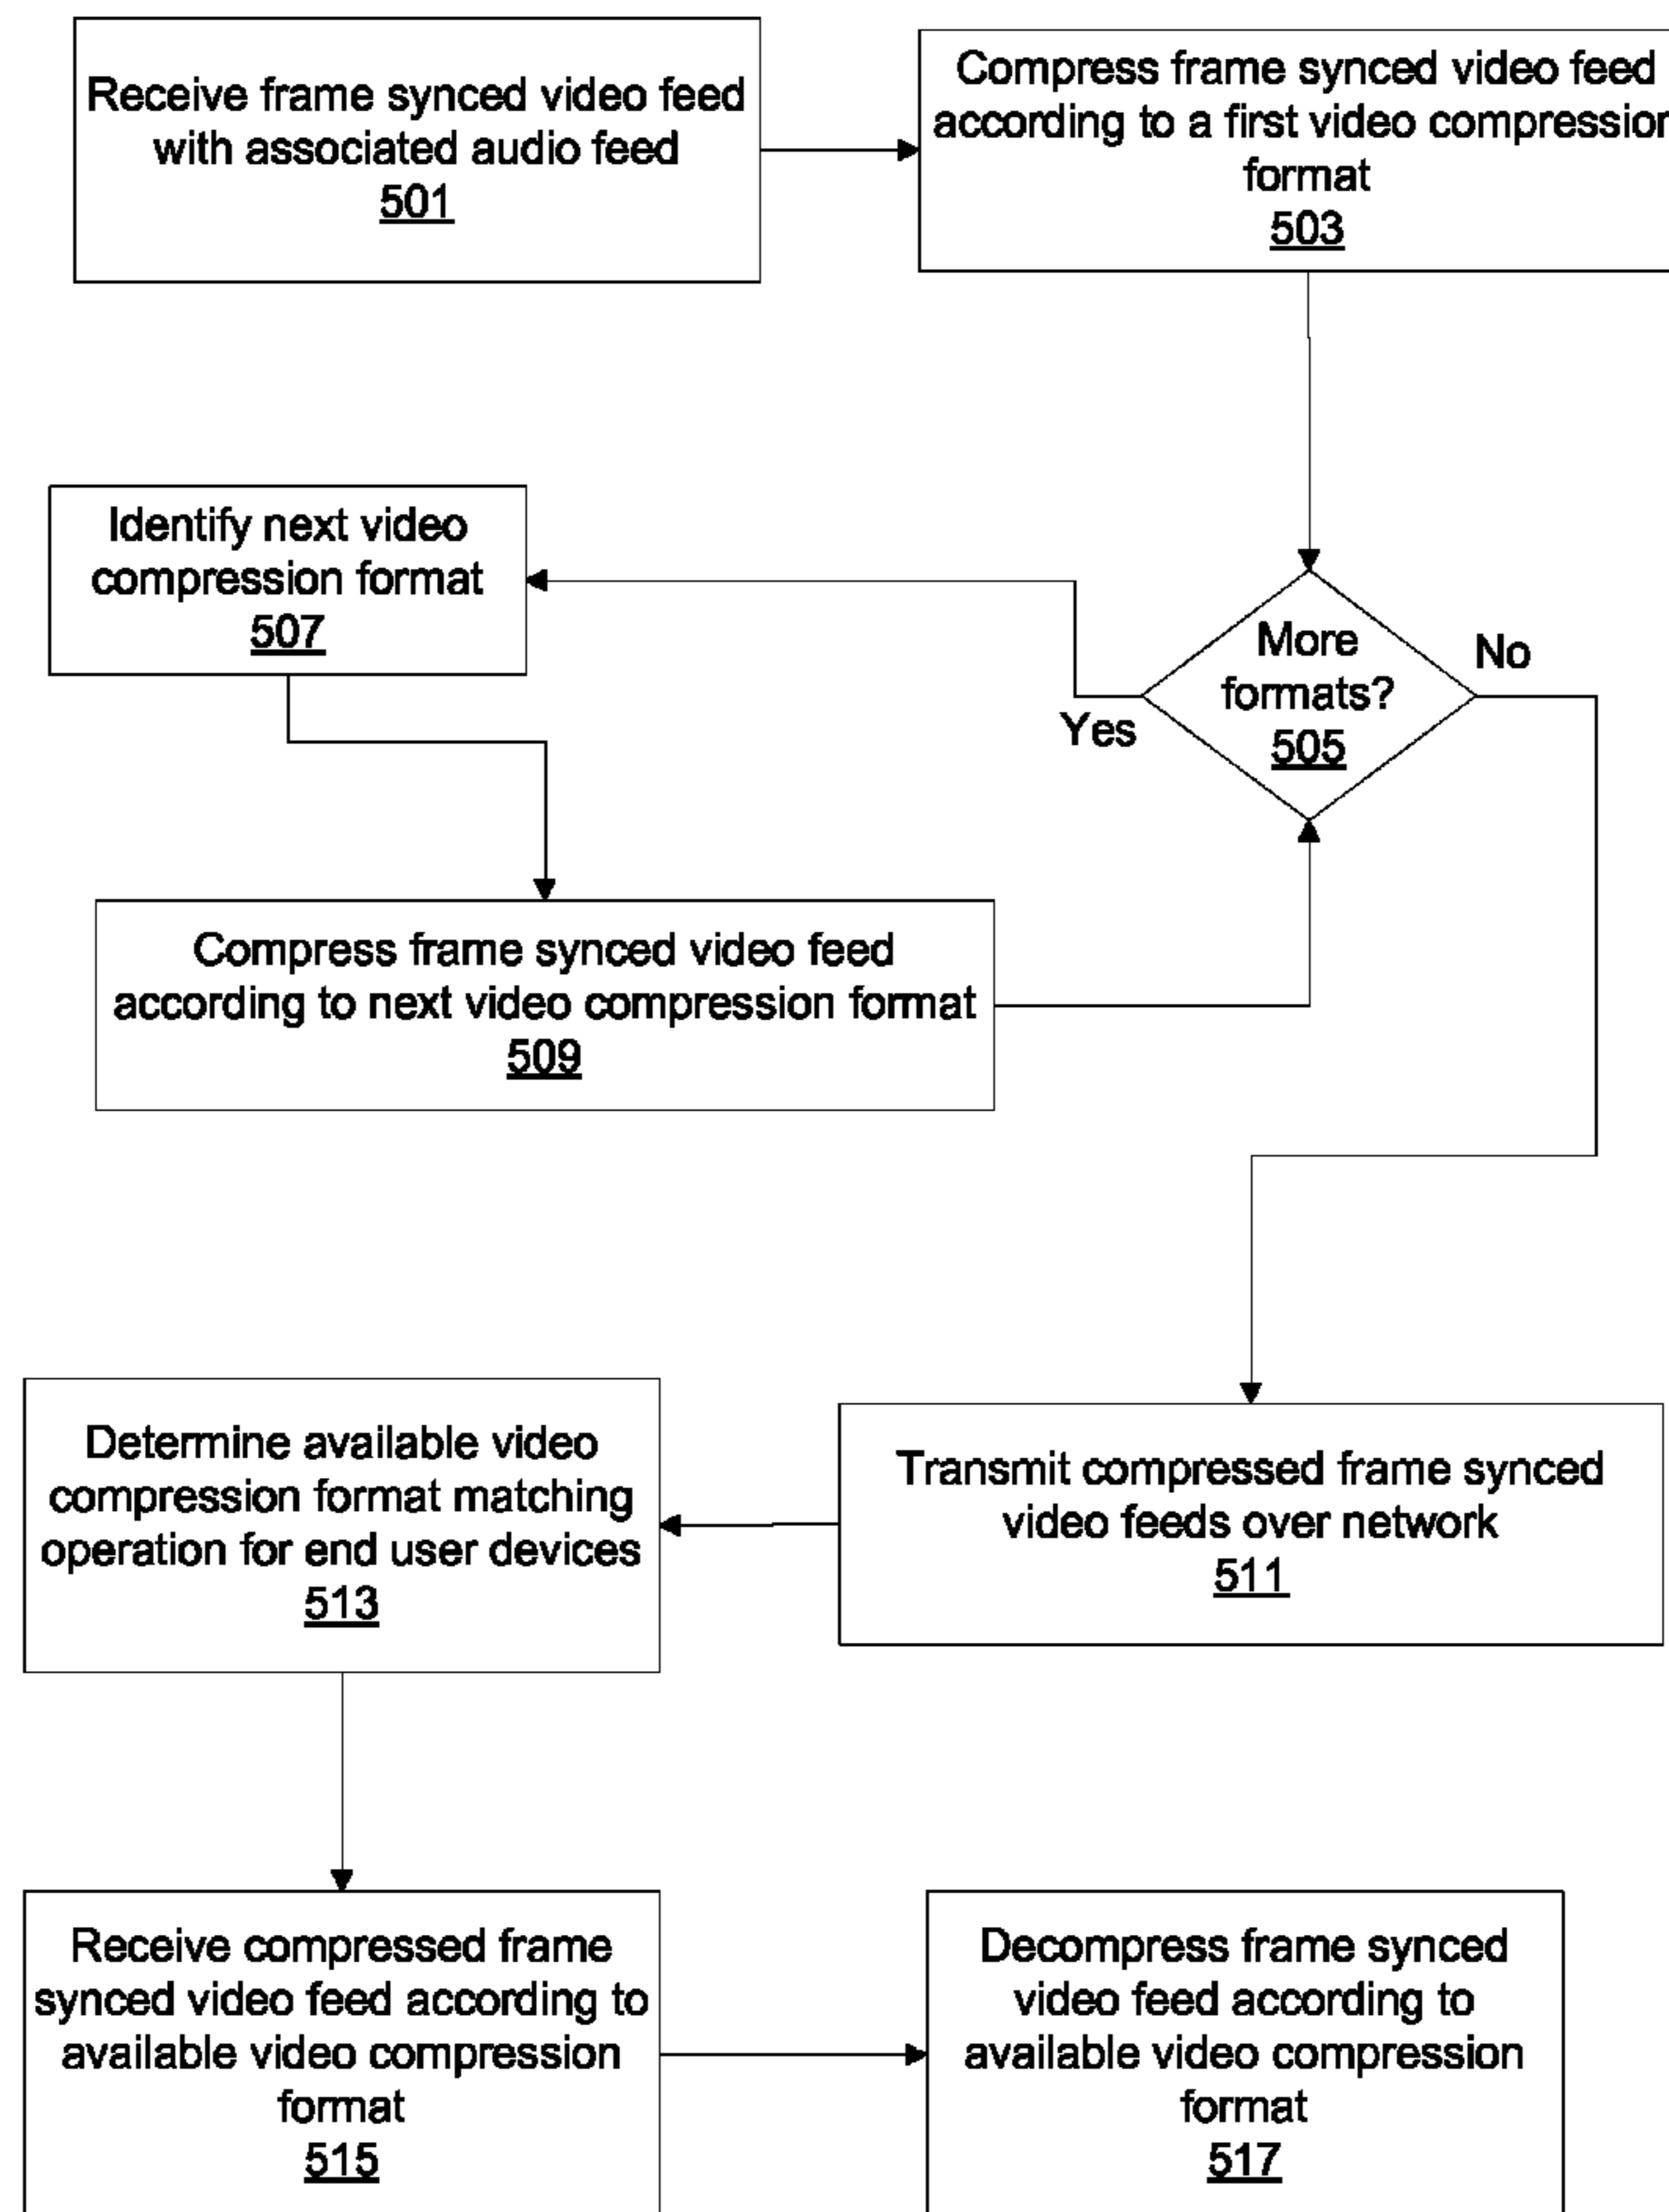 Receive frame synced video feed
with associated audio feed
501
Compress frame synced video feed
according to a first video compression
format
503
More
formats?
505
No
Yes
Identify next video
compression format
507
Compress frame synced video feed
according to next video compression format
509
Transmit compressed frame synced
video feeds over network
511
Determine available video
compression format matching
operation for end user devices
513
Receive compressed frame
synced video feed according to
available video compression
format
515
Decompress frame synced
video feed according to
available video compression
format
517